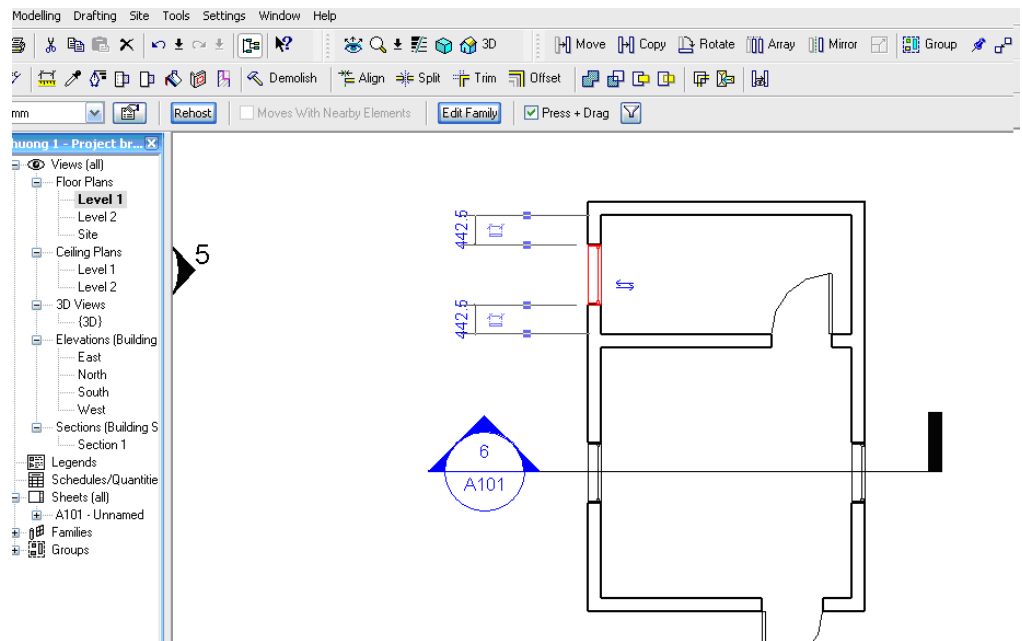 Modelling Drafting Site Tools Settings Window Help
3D Move Copy Rotate Array Mirror Group
Demolish Align Split Trim Offset
mm Rehost Moves With Nearby Elements Edit Family Press + Drag
huong 1 - Project br... X
Views (all)
Floor Plans
Level 1
Level 2
Site
Ceiling Plans
Level 1
Level 2
3D Views
{3D}
Elevations (Building
East
North
South
West
Sections (Building S
Section 1
Legends
Schedules/Quantitie
Sheets (all)
A101 - Unnamed
Families
Groups
5
442.5
442.5
6
A101